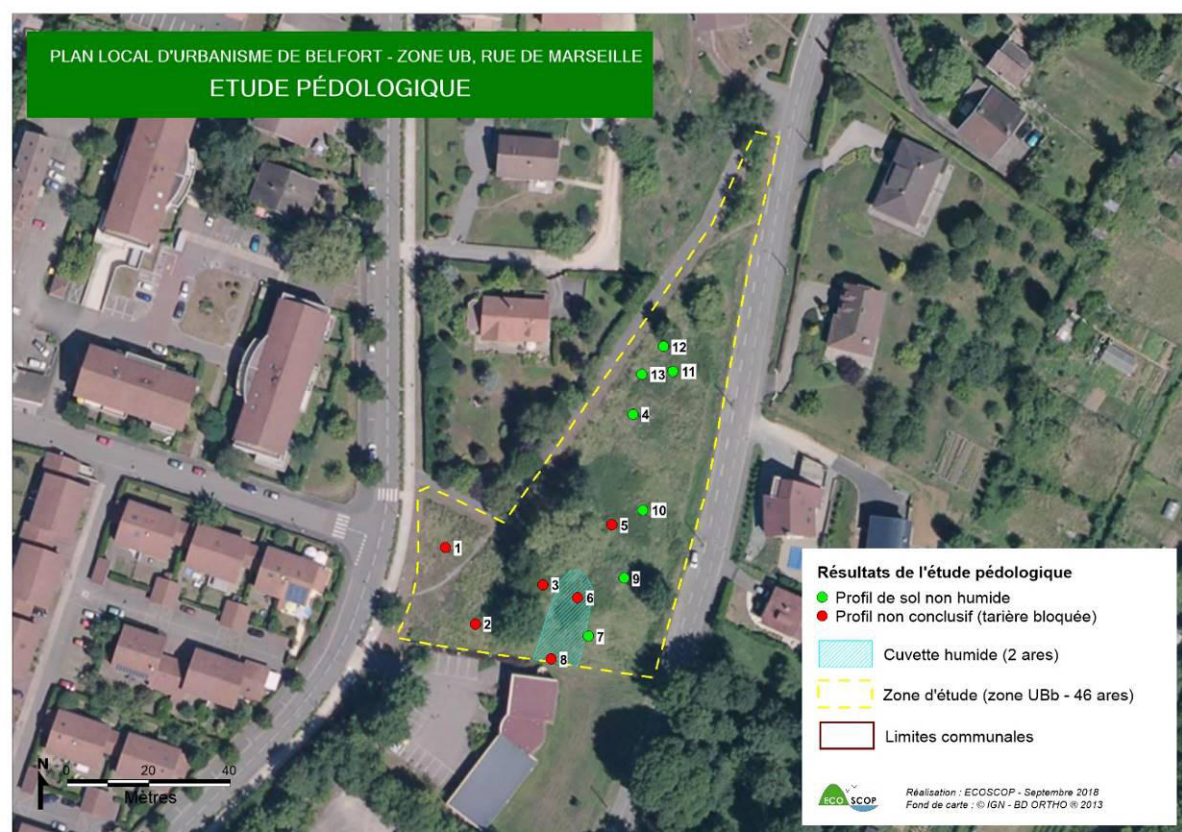 PLAN LOCAL D'URBANISME DE BELFORT - ZONE UB, RUE DE MARSEILLE
ETUDE PÉDOLOGIQUE
12
13
11
4
10
5
1
9
3
6
2
7
8
Résultats de l'étude pédologique
Profil de sol non humide
Profil non conclusif (tarière bloquée)
Cuvette humide (2 ares)
Zone d'étude (zone UBb - 46 ares)
Limites communales
N
0 20 40
Mètres
ECO SCOP
Réalisation : ECOSCOP - Septembre 2018
Fond de carte : © IGN - BD ORTHO ® 2013